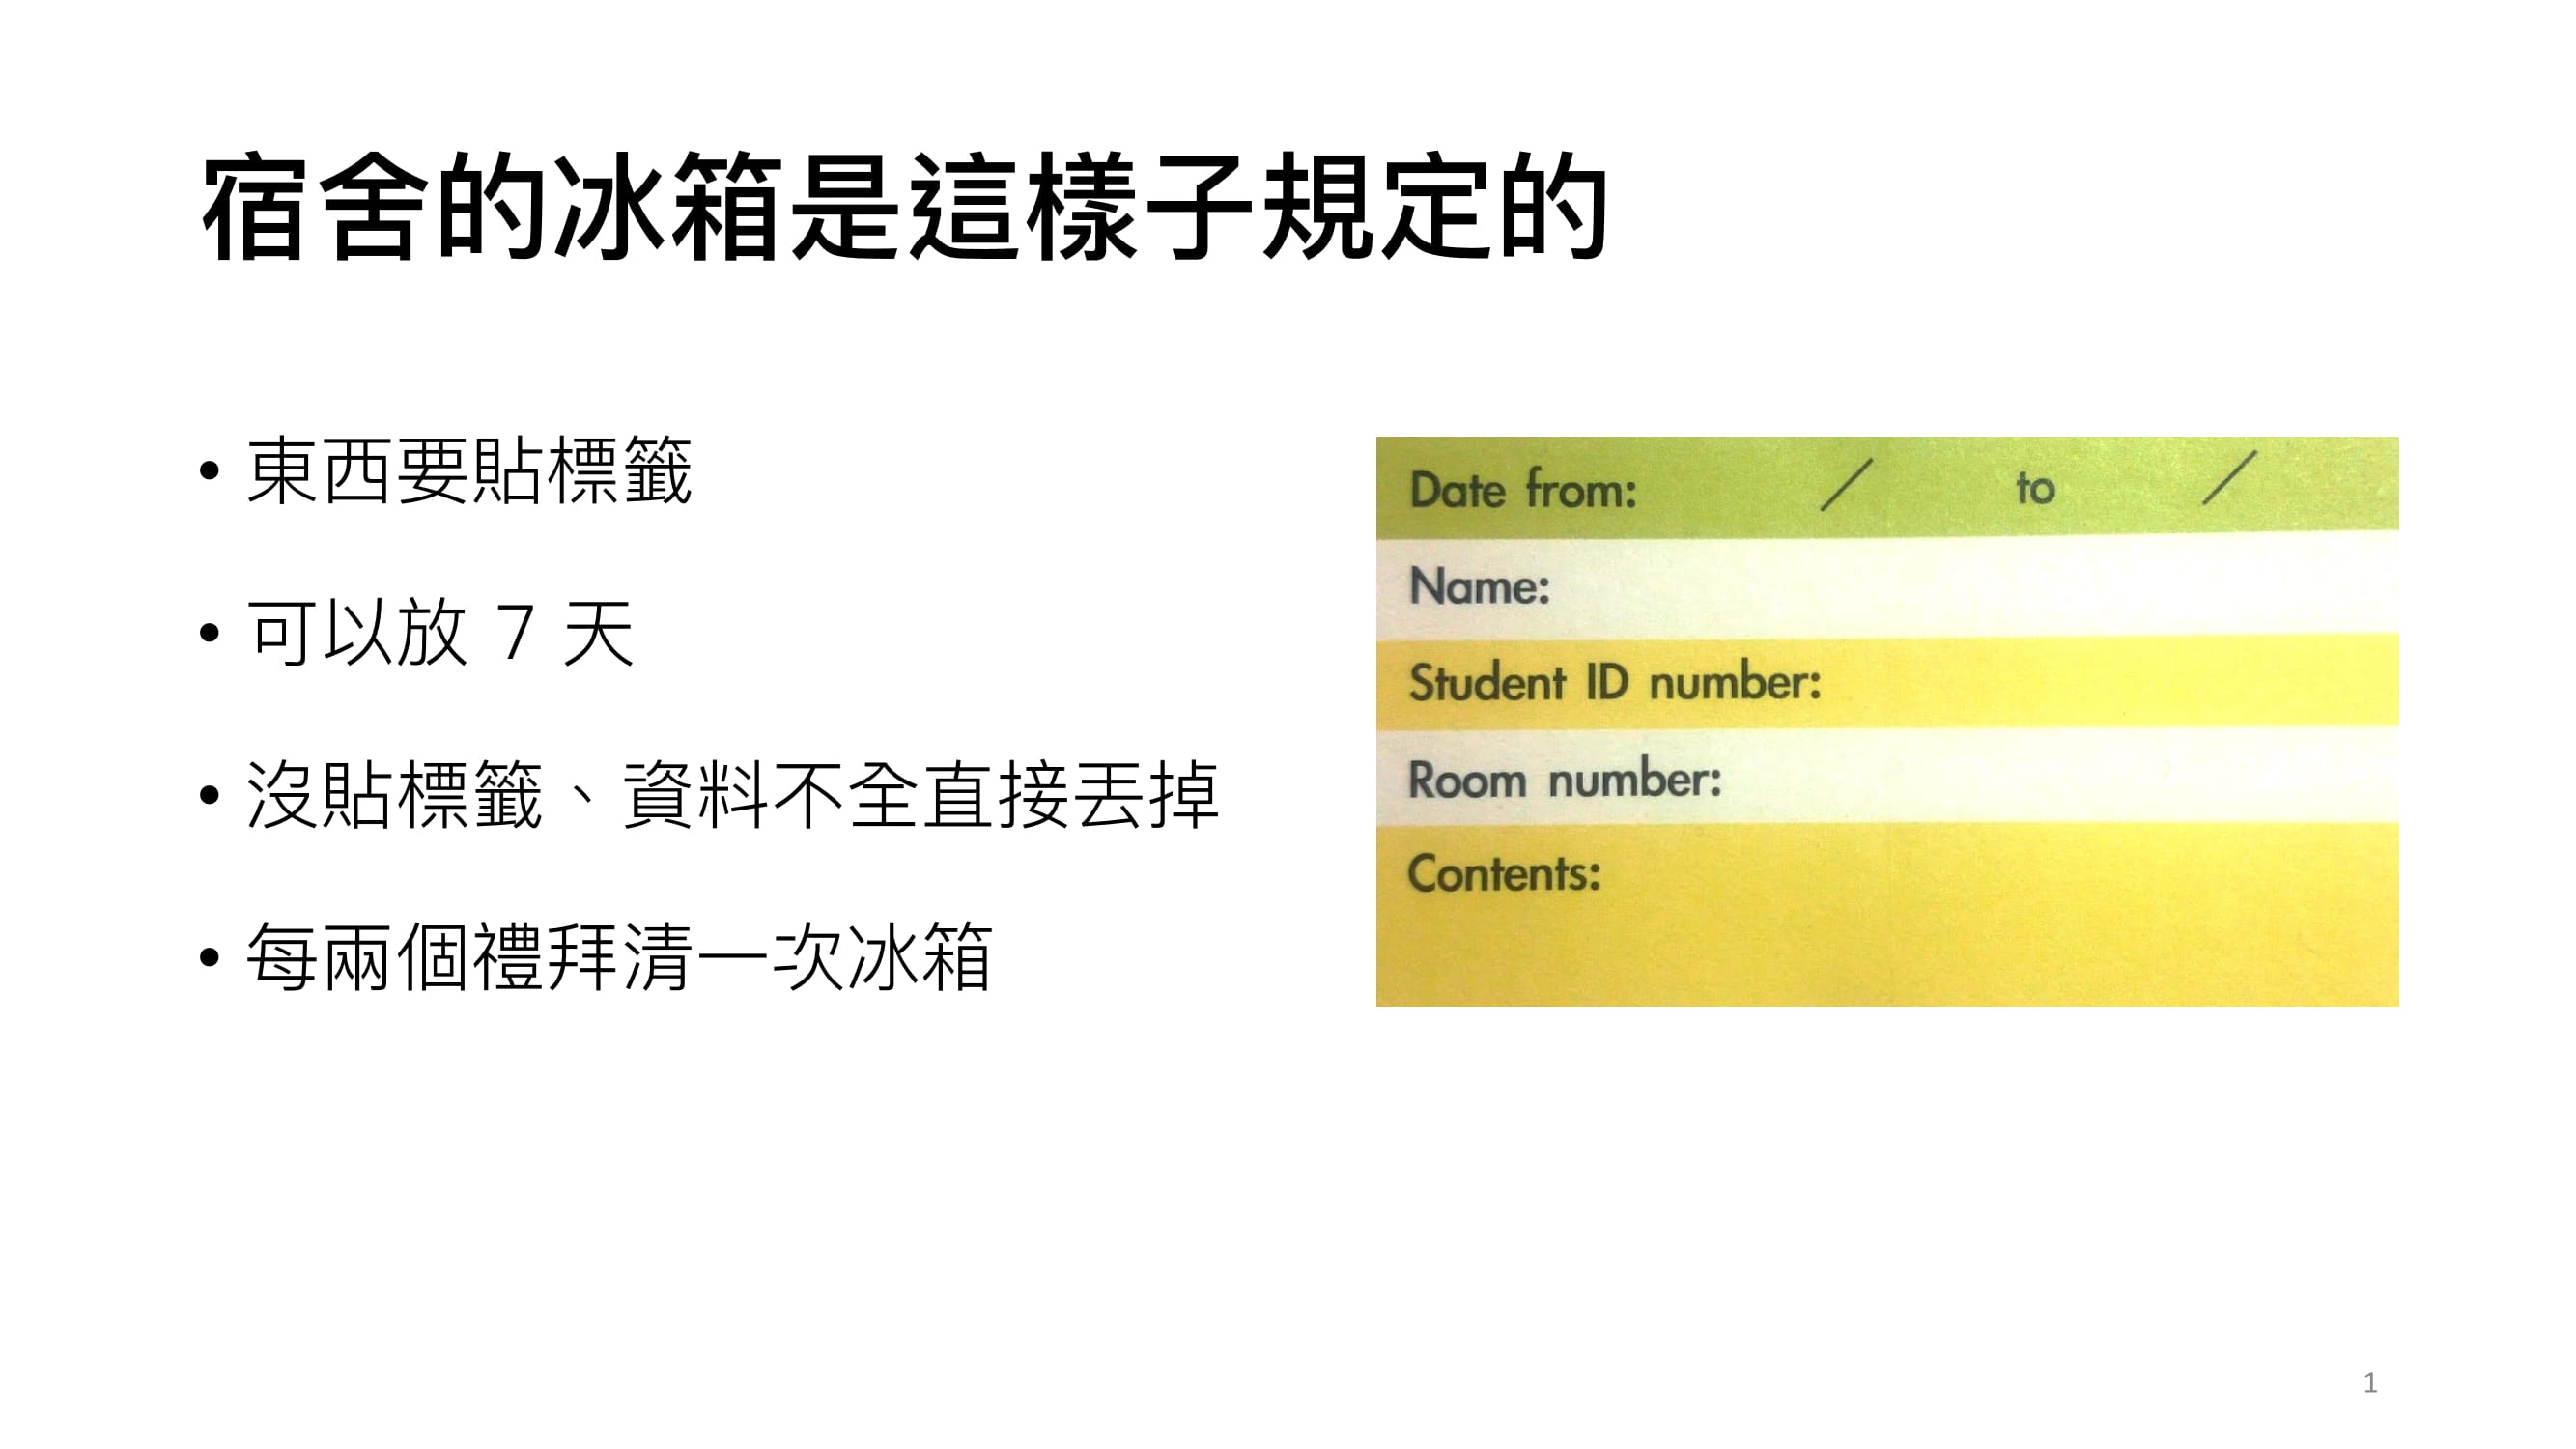 宿舍的冰箱是這樣子規定的
• 東西要貼標籤
• 可以放 7 天
• 沒貼標籤、資料不全直接丟掉
• 每兩個禮拜清一次冰箱
Date from: / to /
Name:
Student ID number:
Room number:
Contents:
1